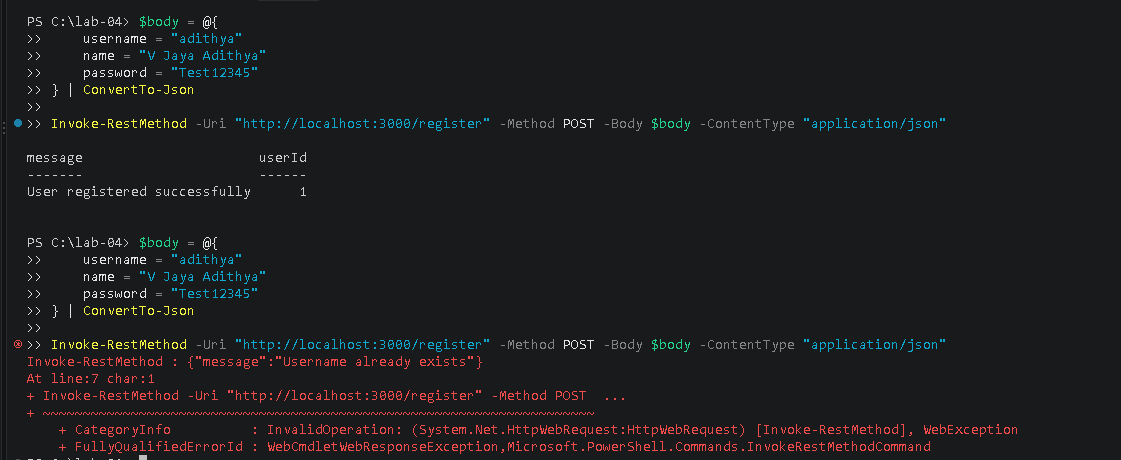 PS C:\lab-04> $body = @{
>>     username = "adithya"
>>     name = "V Jaya Adithya"
>>     password = "Test12345"
>> } | ConvertTo-Json
>>
>> Invoke-RestMethod -Uri "http://localhost:3000/register" -Method POST -Body $body -ContentType "application/json"
message                      userId
-------                      ------
User registered successfully      1
PS C:\lab-04> $body = @{
>>     username = "adithya"
>>     name = "V Jaya Adithya"
>>     password = "Test12345"
>> } | ConvertTo-Json
>>
>> Invoke-RestMethod -Uri "http://localhost:3000/register" -Method POST -Body $body -ContentType "application/json"
Invoke-RestMethod : {"message":"Username already exists"}
At line:7 char:1
+ Invoke-RestMethod -Uri "http://localhost:3000/register" -Method POST  ...
+ ~~~~~~~~~~~~~~~~~~~~~~~~~~~~~~~~~~~~~~~~~~~~~~~~~~~~~~~~~~~~~~~~~~~~~
    + CategoryInfo          : InvalidOperation: (System.Net.HttpWebRequest:HttpWebRequest) [Invoke-RestMethod], WebException
    + FullyQualifiedErrorId : WebCmdletWebResponseException,Microsoft.PowerShell.Commands.InvokeRestMethodCommand